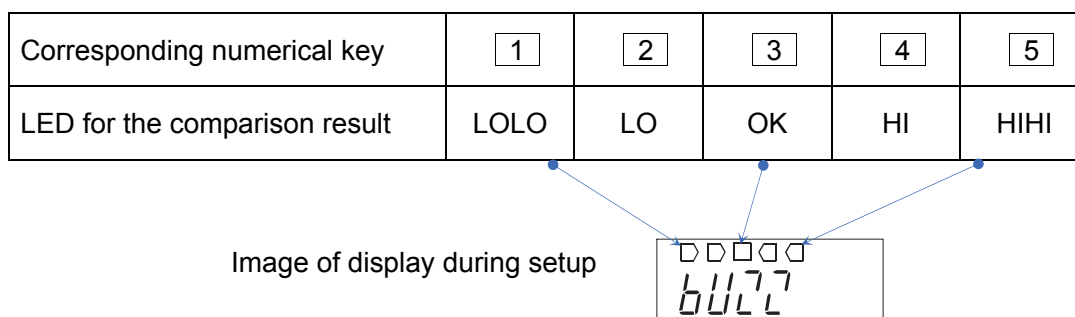 Corresponding numerical key 1 2 3 4 5
LED for the comparison result LOLO LO OK HI HIHI
Image of display during setup
bUZZ